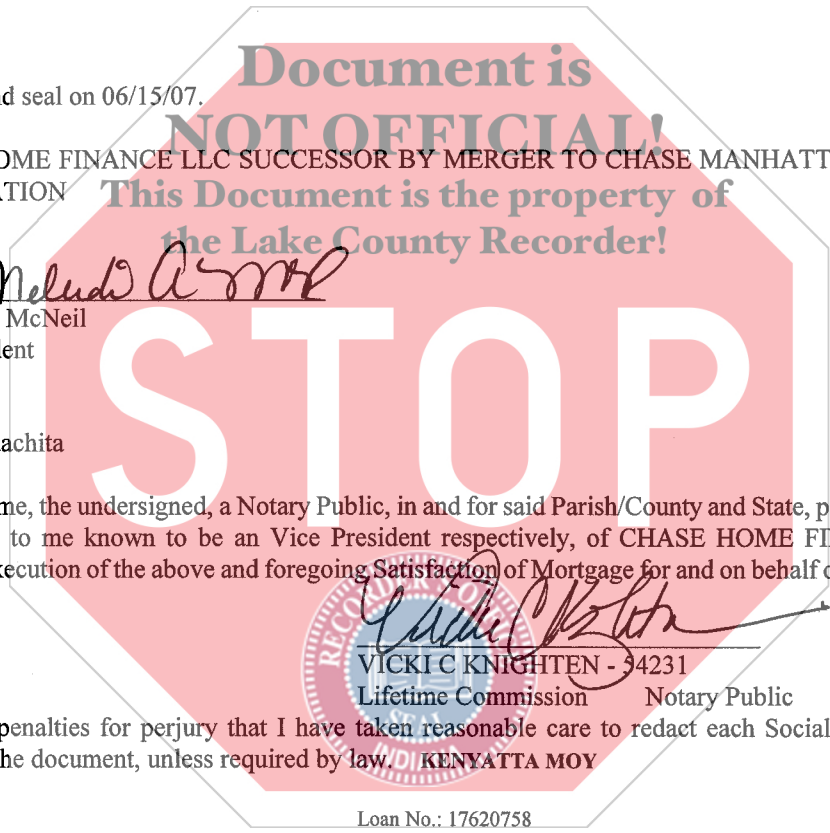 Document is
nd seal on 06/15/07.
NOT OFFICIAL!
OME FINANCE LLC SUCCESSOR BY MERGER TO CHASE MANHATT
ATION
This Document is the property of
the Lake County Recorder!
McNeil
dent
STOP
achita
me, the undersigned, a Notary Public, in and for said Parish/County and State, p
to me known to be an Vice President respectively, of CHASE HOME FI
xecution of the above and foregoing Satisfaction of Mortgage for and on behalf o
RECORDER
SEAL
INDIANA
VICKI C KNIGHTEN - 54231
Lifetime Commission Notary Public
penalties for perjury that I have taken reasonable care to redact each Social
he document, unless required by law. KENYATTA MOY
Loan No.: 17620758